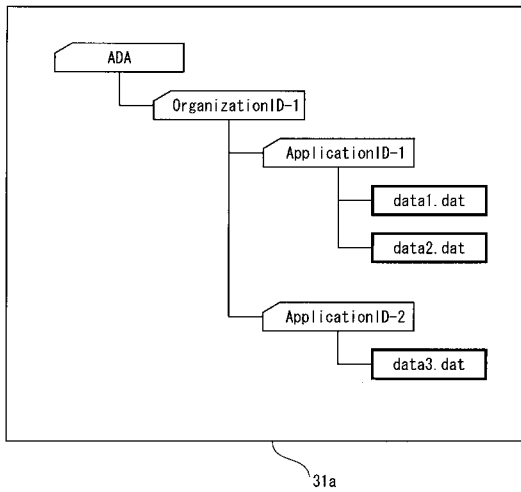 ADA
OrganizationID-1
ApplicationID-1
data1.dat
data2.dat
ApplicationID-2
data3.dat
31a